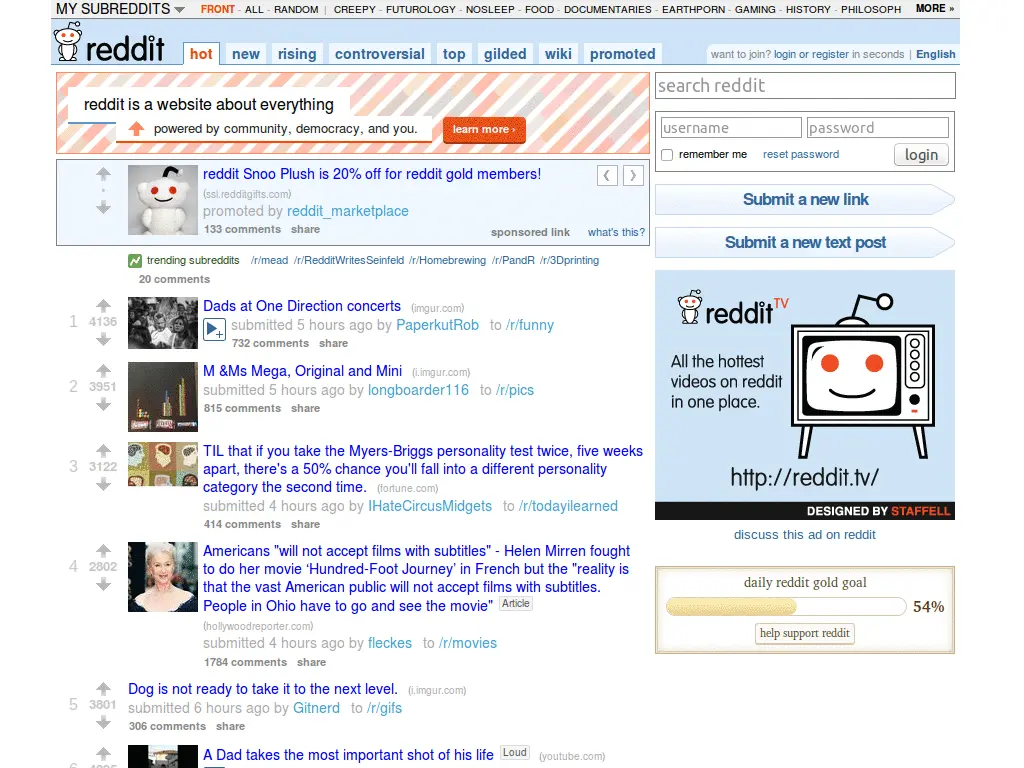 MY SUBREDDITS FRONT - ALL - RANDOM | CREEPY - FUTUROLOGY - NOSLEEP - FOOD - DOCUMENTARIES - EARTHPORN - GAMING - HISTORY - PHILOSOPH MORE »
reddit hot new rising controversial top gilded wiki promoted want to join? login or register in seconds | English
reddit is a website about everything
powered by community, democracy, and you. learn more ›
search reddit
username password
remember me reset password login
Submit a new link
Submit a new text post
reddit TV
All the hottest
videos on reddit
in one place.
http://reddit.tv/
DESIGNED BY STAFFELL
discuss this ad on reddit
daily reddit gold goal
54%
help support reddit
reddit Snoo Plush is 20% off for reddit gold members!
(ssl.redditgifts.com)
promoted by reddit_marketplace
133 comments share
sponsored link what's this?
trending subreddits /r/mead /r/RedditWritesSeinfeld /r/Homebrewing /r/PandR /r/3Dprinting
20 comments
1 4136 Dads at One Direction concerts (imgur.com)
submitted 5 hours ago by PaperkutRob to /r/funny
732 comments share
2 3951 M &Ms Mega, Original and Mini (i.imgur.com)
submitted 5 hours ago by longboarder116 to /r/pics
815 comments share
3 3122 TIL that if you take the Myers-Briggs personality test twice, five weeks
apart, there's a 50% chance you'll fall into a different personality
category the second time. (fortune.com)
submitted 4 hours ago by IHateCircusMidgets to /r/todayilearned
414 comments share
4 2802 Americans "will not accept films with subtitles" - Helen Mirren fought
to do her movie ‘Hundred-Foot Journey’ in French but the "reality is
that the vast American public will not accept films with subtitles.
People in Ohio have to go and see the movie" Article
(hollywoodreporter.com)
submitted 4 hours ago by fleckes to /r/movies
1784 comments share
5 3801 Dog is not ready to take it to the next level. (i.imgur.com)
submitted 6 hours ago by Gitnerd to /r/gifs
306 comments share
A Dad takes the most important shot of his life Loud (youtube.com)